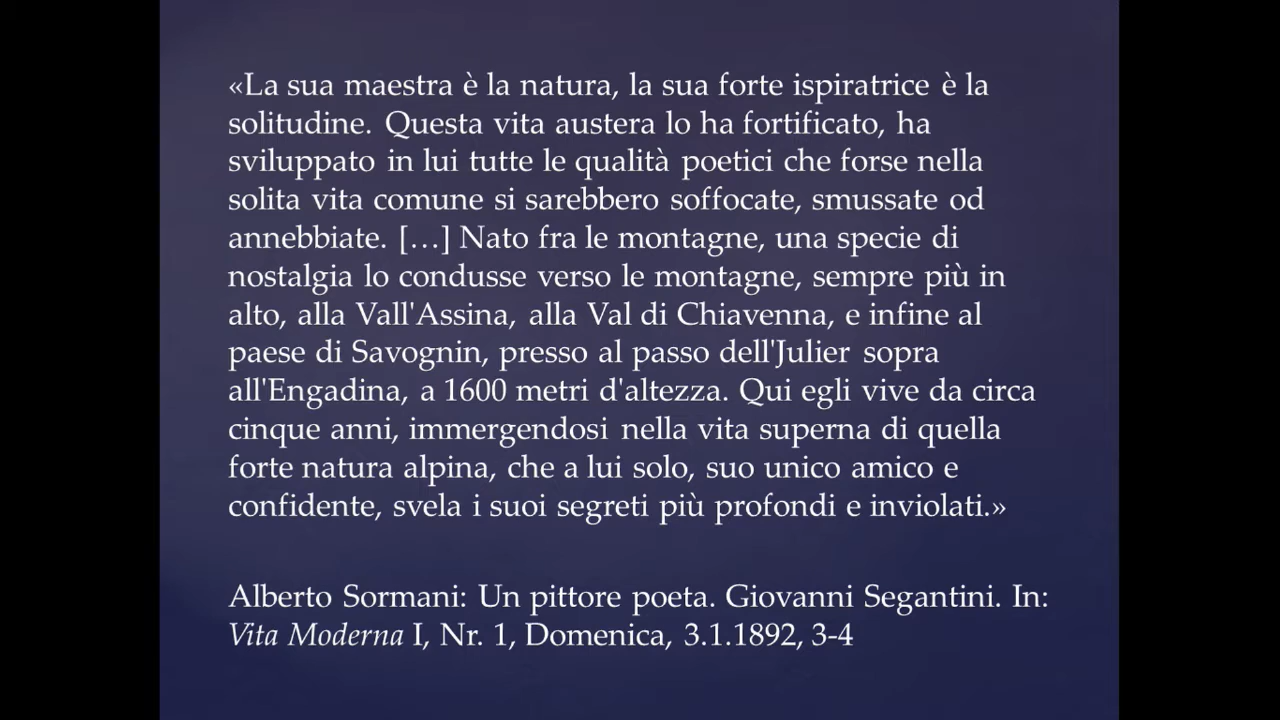 «La sua maestra è la natura, la sua forte ispiratrice è la
solitudine. Questa vita austera lo ha fortificato, ha
sviluppato in lui tutte le qualità poetici che forse nella
solita vita comune si sarebbero soffocate, smussate od
annebbiate. […] Nato fra le montagne, una specie di
nostalgia lo condusse verso le montagne, sempre più in
alto, alla Vall'Assina, alla Val di Chiavenna, e infine al
paese di Savognin, presso al passo dell'Julier sopra
all'Engadina, a 1600 metri d'altezza. Qui egli vive da circa
cinque anni, immergendosi nella vita superna di quella
forte natura alpina, che a lui solo, suo unico amico e
confidente, svela i suoi segreti più profondi e inviolati.»
Alberto Sormani: Un pittore poeta. Giovanni Segantini. In:
Vita Moderna I, Nr. 1, Domenica, 3.1.1892, 3-4